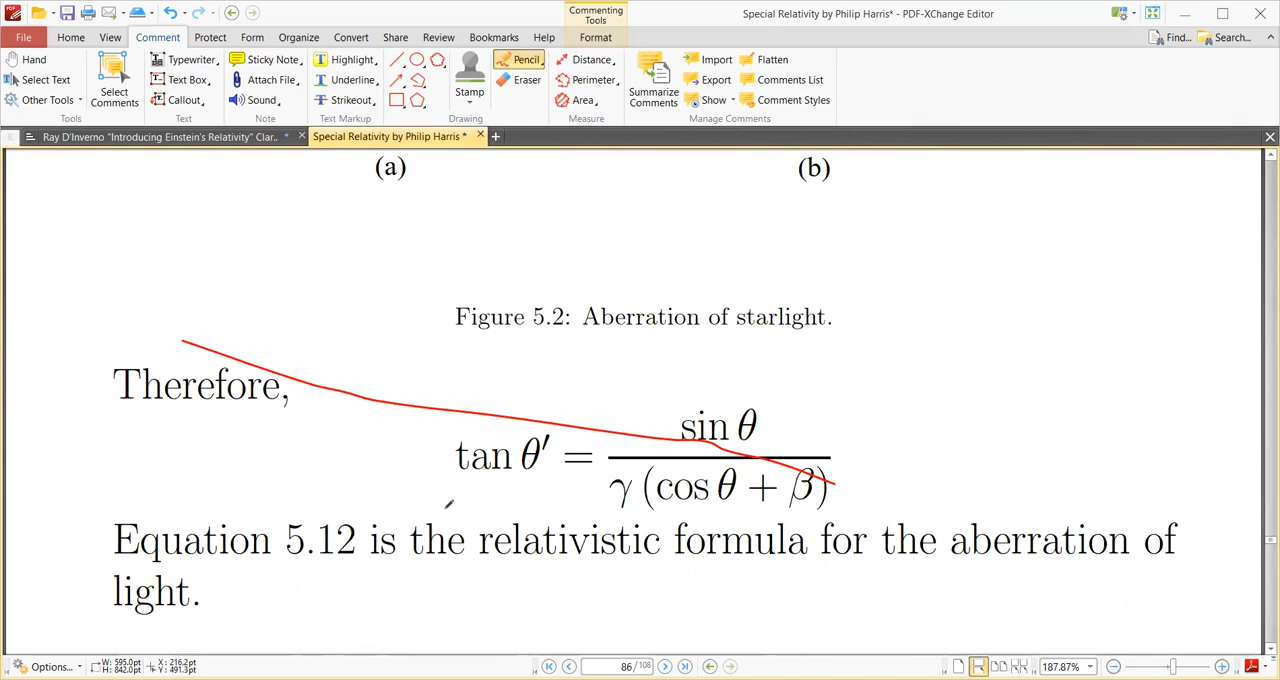 Commenting Tools
Special Relativity by Philip Harris* - PDF-XChange Editor
File Home View Comment Protect Form Organize Convert Share Review Bookmarks Help Format Find... Search...
Hand Typewriter Sticky Note Highlight Pencil Distance Import Flatten
Select Text Text Box Attach File Underline Eraser Perimeter Export Comments List
Other Tools Select Comments Callout Sound Strikeout Stamp Area Summarize Comments Show Comment Styles
Tools Text Note Text Markup Drawing Measure Manage Comments
Ray D'Inverno "Introducing Einstein's Relativity" Clar.. * Special Relativity by Philip Harris *
(a) (b)
Figure 5.2: Aberration of starlight.
Therefore,
tan θ′ = sin θ / γ (cos θ + β)
Equation 5.12 is the relativistic formula for the aberration of
light.
Options... W: 595.0pt H: 842.0pt X: 216.2pt Y: 491.3pt 86 / 108 187.87%